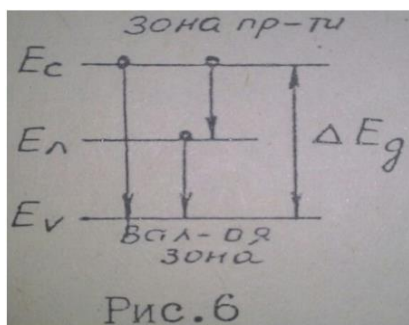 Зона пр-ти
Ec
Eл
ΔEg
Ev
Вал-ая
зона
Рис.6